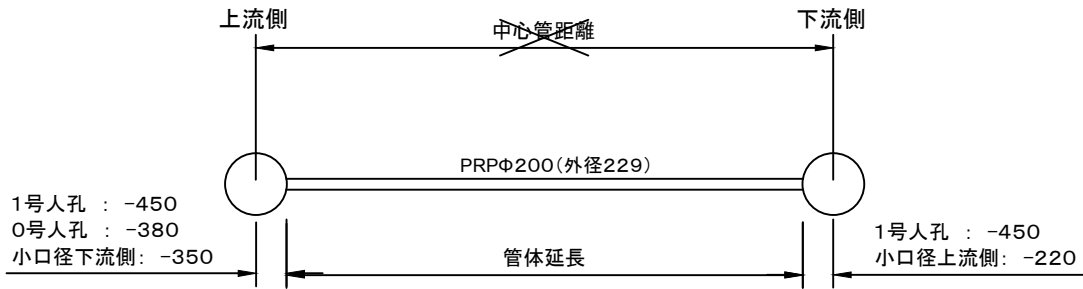 上流側
下流側
中心管距離
PRPΦ200(外径229)
1号人孔 : -450
0号人孔 : -380
小口径下流側: -350
管体延長
1号人孔 : -450
小口径上流側: -220